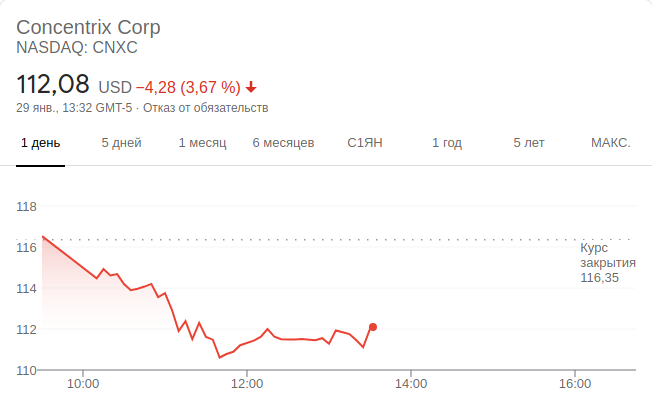 Concentrix Corp
NASDAQ: CNXC
112,08 USD −4,28 (3,67 %)
29 янв., 13:32 GMT-5 · Отказ от обязательств
1 день 5 дней 1 месяц 6 месяцев С1ЯН 1 год 5 лет МАКС.
118
116
Курс
закрытия
116,35
114
112
110
10:00 12:00 14:00 16:00